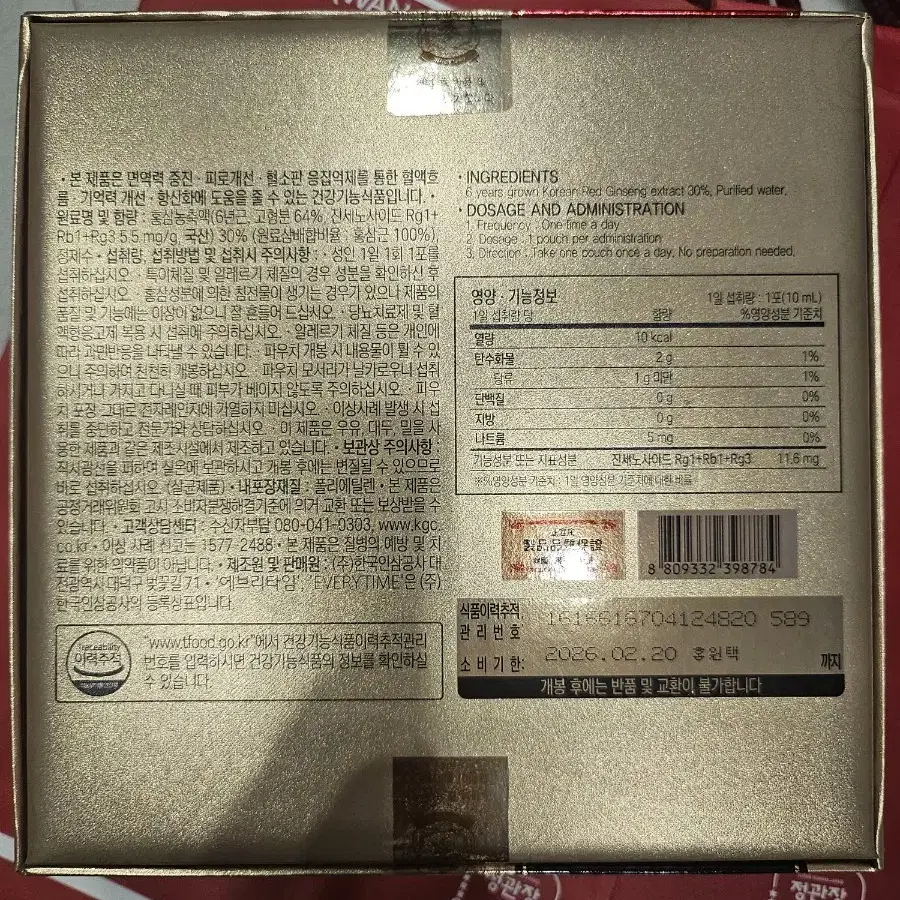 · 본 제품은 면역력 증진 · 피로개선 · 혈소판 응집억제를 통한 혈액흐
름 · 기억력 개선 · 항산화에 도움을 줄 수 있는 건강기능식품입니다. ·
원료명 및 함량 : 홍삼농축액(6년근, 고형분 64%, 진세노사이드 Rg1+
Rb1+Rg3 5.5 mg/g, 국산) 30% (원료삼배합비율 : 홍삼근 100%),
정제수 · 섭취량, 섭취방법 및 섭취시 주의사항 : · 성인 1일 1회 1포를
섭취하십시오 · 특이체질 및 알레르기 체질의 경우 성분을 확인하신 후
섭취하십시오 · 홍삼성분에 의한 침전물이 생기는 경우가 있으나 제품의
품질 및 기능에는 이상이 없으니 잘 흔들어 드십시오 · 당뇨치료제 및 혈
액항응고제 복용 시 섭취에 주의하십시오 · 알레르기 체질 등은 개인에
따라 과민반응을 나타낼 수 있습니다. · 파우치 개봉 시 내용물이 튈 수 있
으니 주의하여 천천히 개봉하십시오 · 파우치 모서리가 날카로우니 섭취
하시거나 가지고 다니실 때 피부가 베이지 않도록 주의하십시오 · 파우
치 포장 그대로 전자레인지에 가열하지 마십시오 · 이상사례 발생 시 섭
취를 중단하고 전문가와 상담하십시오 · 이 제품은 우유, 대두, 밀을 사
용한 제품과 같은 제조시설에서 제조하고 있습니다. · 보관상 주의사항 :
직사광선을 피하여 실온에 보관하시고 개봉 후에는 변질될 수 있으므로
바로 섭취하십시오 (살균제품) · 내포장재질 : 폴리에틸렌 · 본 제품은
공정거래위원회 고시 소비자분쟁해결기준에 의거 교환 또는 보상받을 수
있습니다. · 고객상담센터 : 수신자부담 080-041-0303, www.kgc.
co.kr · 이상 사례 신고는 1577-2488 · 본 제품은 질병의 예방 및 치
료를 위한 의약품이 아닙니다. · 제조원 및 판매원 : (주)한국인삼공사 대
전광역시 대덕구 벚꽃길 71 · '에브리타임', 'EVERYTIME'은 (주)
한국인삼공사의 등록상표입니다.
Traceability
이력추적
"www.tfood.go.kr"에서 건강기능식품이력추적관리
번호를 입력하시면 건강기능식품의 정보를 확인하실
수 있습니다.
· INGREDIENTS
6 years grown Korean Red Ginseng extract 30%, Purified water.
· DOSAGE AND ADMINISTRATION
1. Frequency : One time a day
2. Dosage : 1 pouch per administration
3. Direction : Take one pouch once a day. No preparation needed.
영양 · 기능정보 1일 섭취량 : 1포(10 mL)
1일 섭취량 당 함량 %영양성분 기준치
열량 10 kcal
탄수화물 2 g 1%
당류 1 g 미만 1%
단백질 0 g 0%
지방 0 g 0%
나트륨 5 mg 0%
기능성분 또는 지표성분 진세노사이드 Rg1+Rb1+Rg3 11.6 mg
※%영양성분 기준치 : 1일 영양성분 기준치에 대한 비율
製品品質保證
8 809332 398784
식품이력추적
관리번호 589
소비기한: 2026.02.20 홍원택 까지
개봉 후에는 반품 및 교환이 불가합니다
정관장
정관장